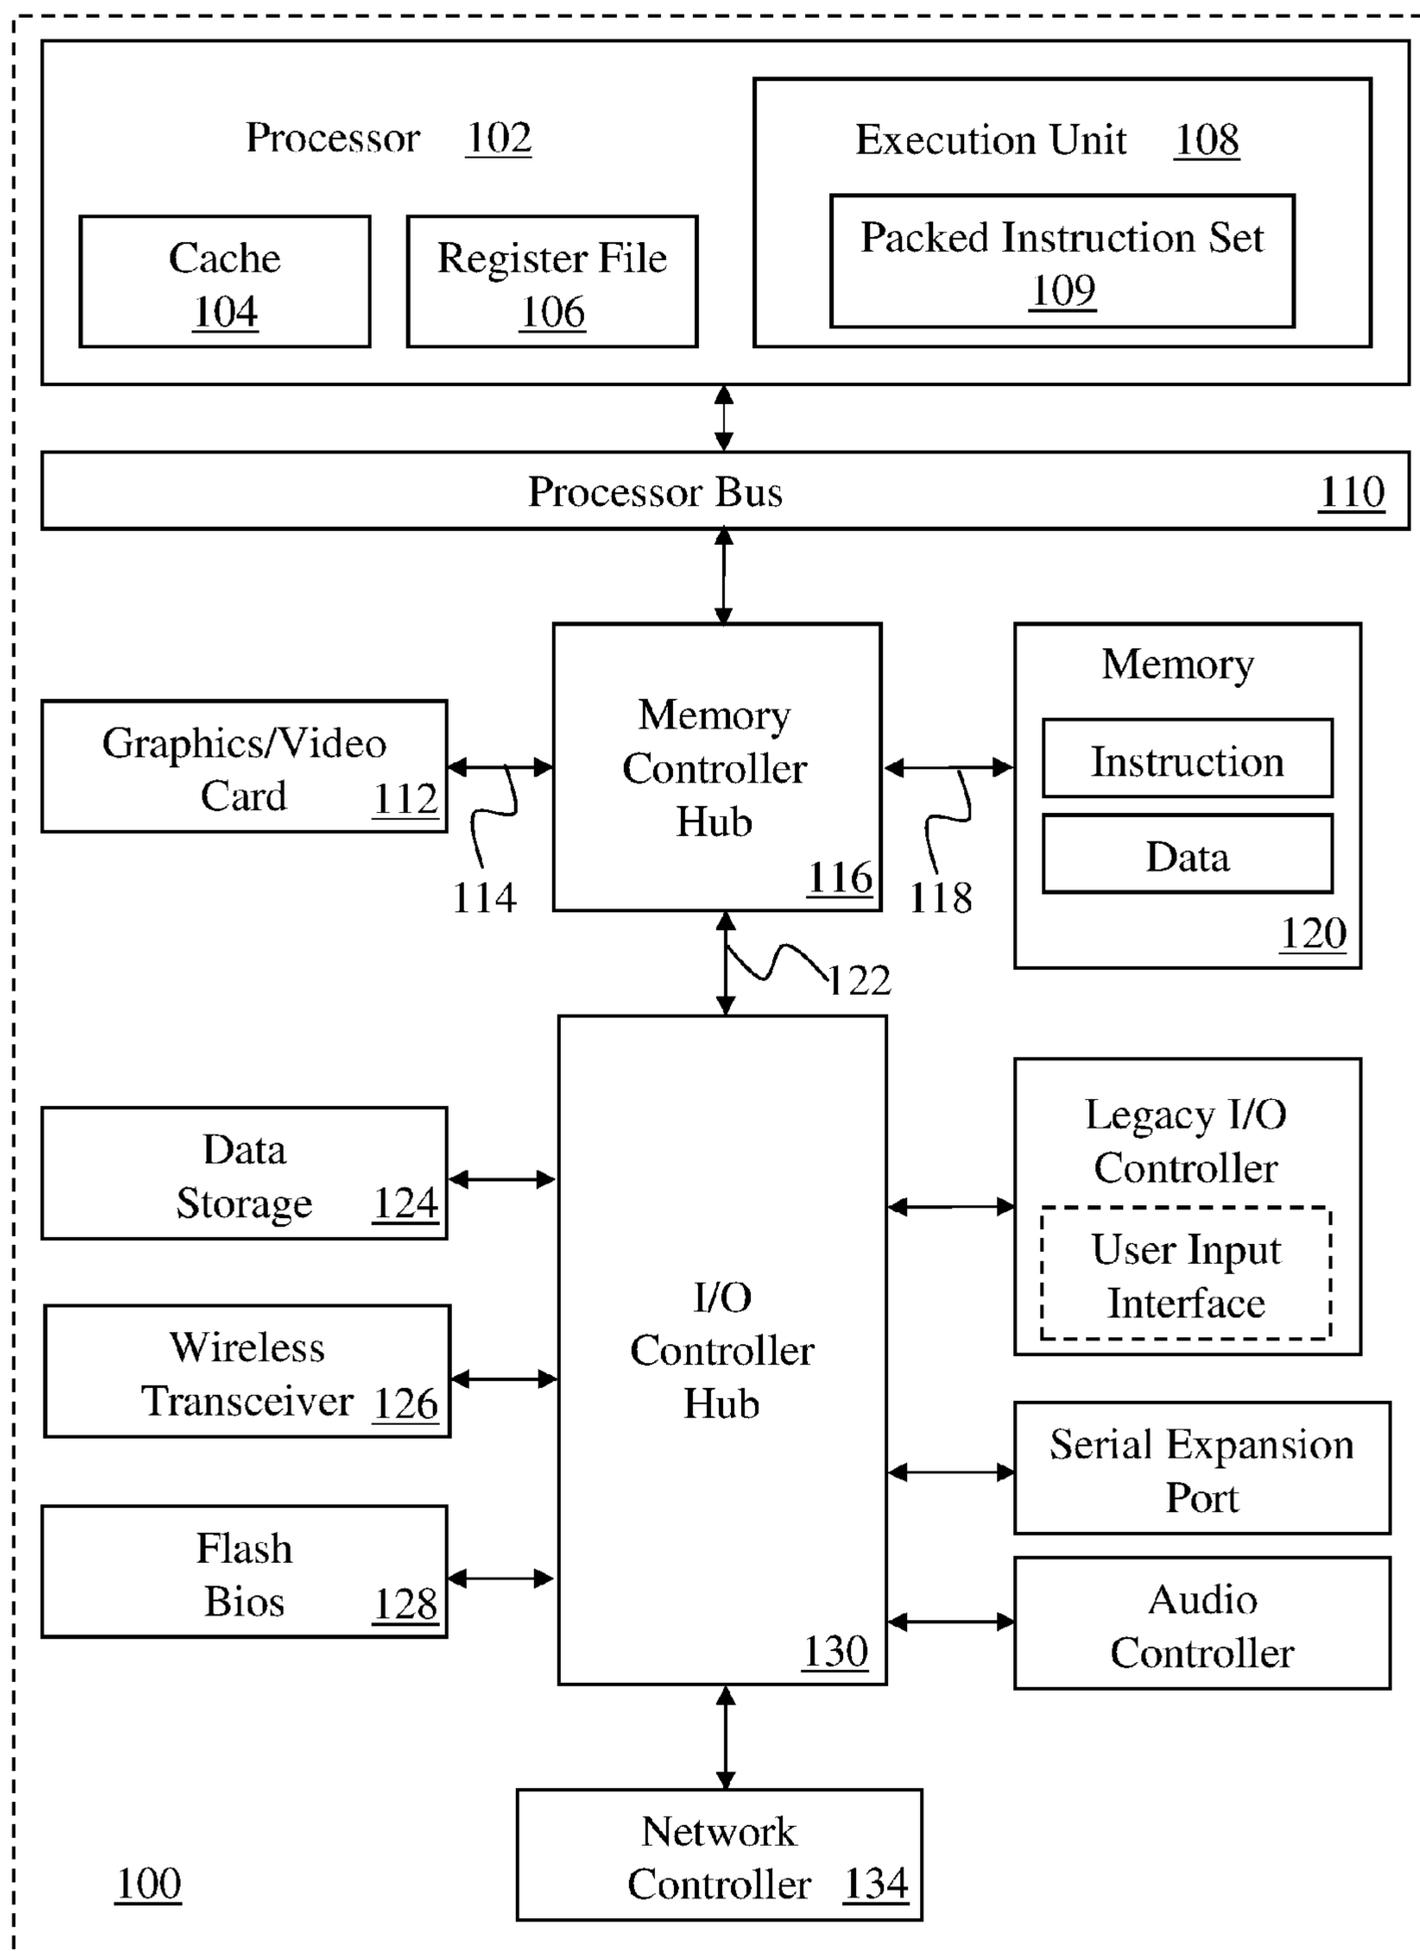 Processor 102
Execution Unit 108
Packed Instruction Set
109
Cache
104
Register File
106
Processor Bus 110
Memory
Controller
Hub
116
Graphics/Video
Card 112
114
118
Memory
Instruction
Data
120
122
Data
Storage 124
Wireless
Transceiver 126
Flash
Bios 128
I/O
Controller
Hub
130
Legacy I/O
Controller
User Input
Interface
Serial Expansion
Port
Audio
Controller
Network
Controller 134
100